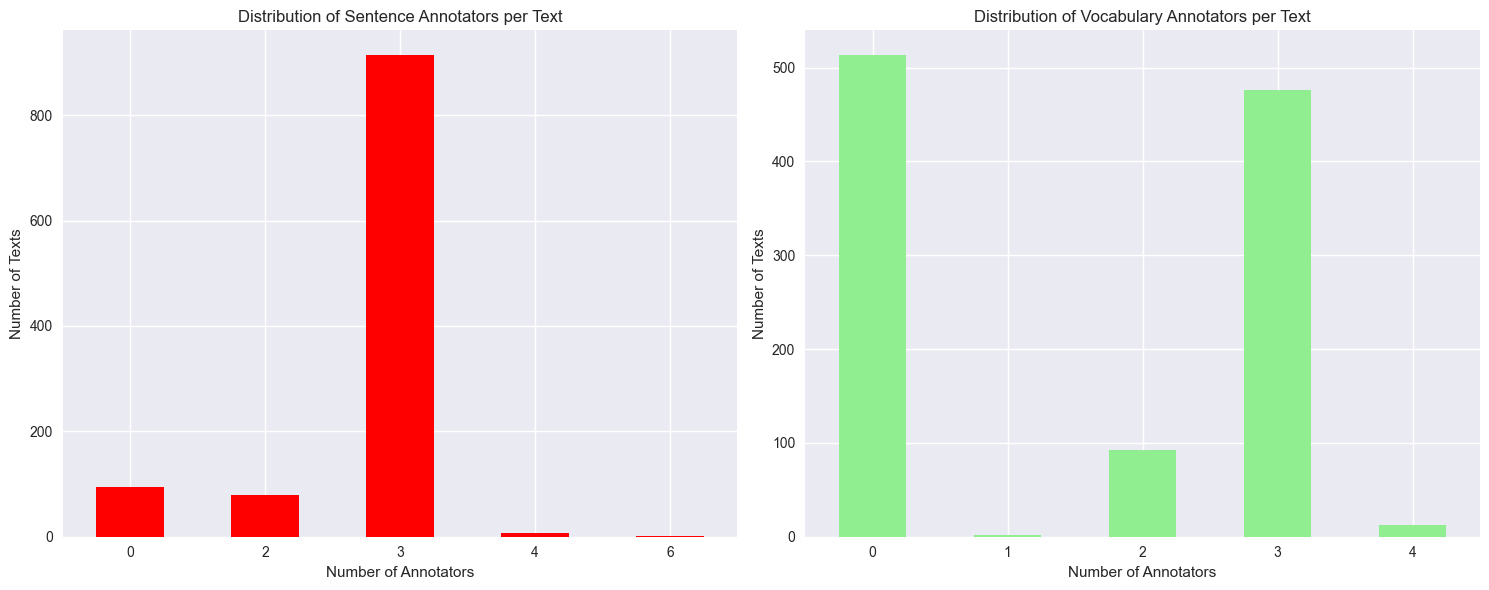 Distribution of Sentence Annotators per Text
800
600
400
200
0
0 2 3 4 6
Number of Texts
Number of Annotators
Distribution of Vocabulary Annotators per Text
500
400
300
200
100
0
0 1 2 3 4
Number of Texts
Number of Annotators